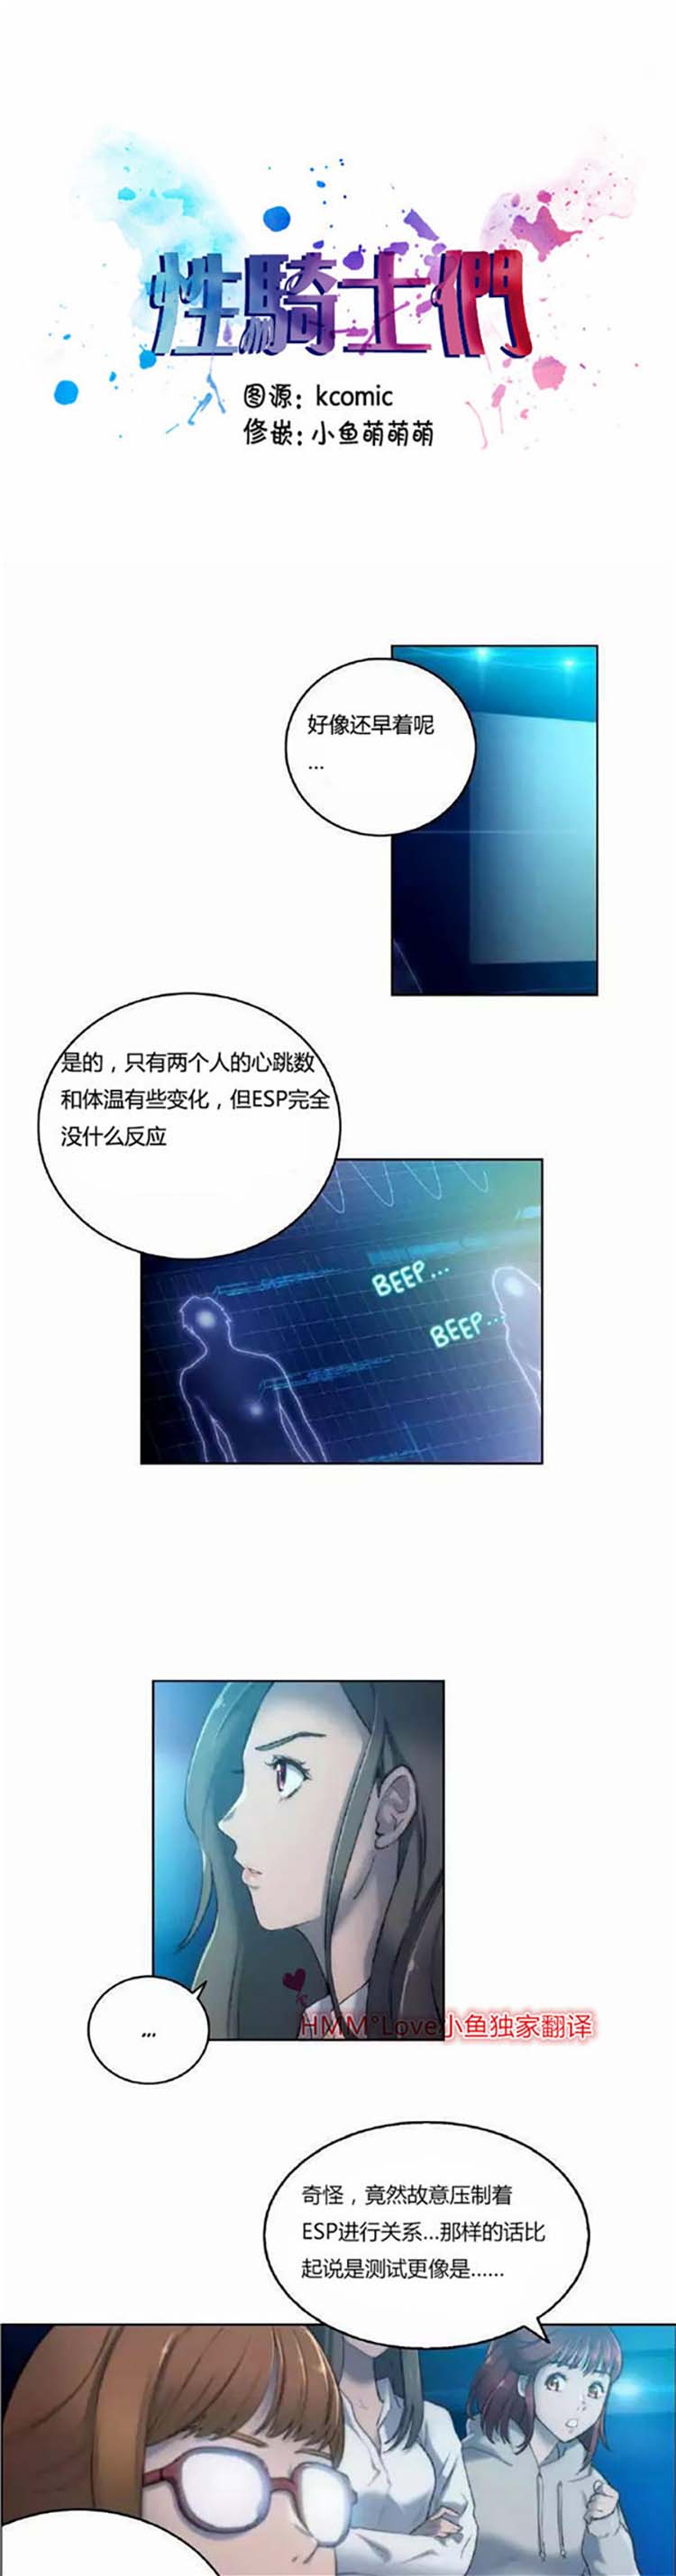 性騎士們
图源: kcomic
修嵌: 小鱼萌萌萌
好像还早着呢
...
是的，只有两个人的心跳数
和体温有些变化，但ESP完全
没什么反应
BEEP...
BEEP...
...
HMM°Love小鱼独家翻译
奇怪，竟然故意压制着
ESP进行关系...那样的话比
起说是测试更像是......